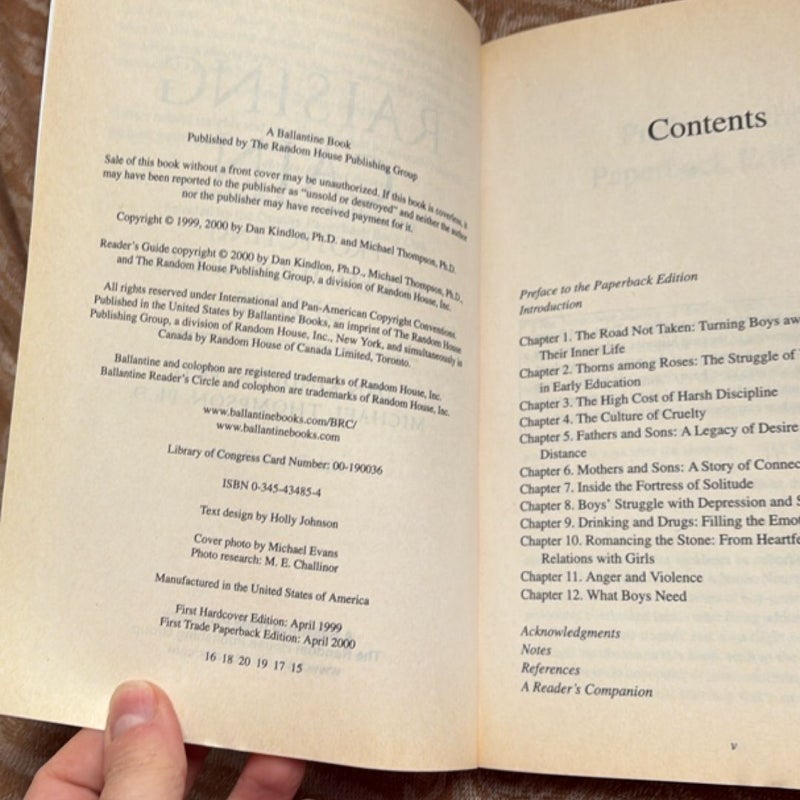 A Ballantine Book
Published by The Random House Publishing Group
Sale of this book without a front cover may be unauthorized. If this book is coverless, it
may have been reported to the publisher as "unsold or destroyed" and neither the author
nor the publisher may have received payment for it.
Copyright © 1999, 2000 by Dan Kindlon, Ph.D. and Michael Thompson, Ph.D.
Reader's Guide copyright © 2000 by Dan Kindlon, Ph.D., Michael Thompson, Ph.D.,
and The Random House Publishing Group, a division of Random House, Inc.
All rights reserved under International and Pan-American Copyright Conventions.
Published in the United States by Ballantine Books, an imprint of The Random House
Publishing Group, a division of Random House, Inc., New York, and simultaneously in
Canada by Random House of Canada Limited, Toronto.
Ballantine and colophon are registered trademarks of Random House, Inc.
Ballantine Reader's Circle and colophon are trademarks of Random House, Inc.
www.ballantinebooks.com/BRC/
www.ballantinebooks.com
Library of Congress Card Number: 00-190036
ISBN 0-345-43485-4
Text design by Holly Johnson
Cover photo by Michael Evans
Photo research: M. E. Challinor
Manufactured in the United States of America
First Hardcover Edition: April 1999
First Trade Paperback Edition: April 2000
16 18 20 19 17 15
Contents
Preface to the Paperback Edition
Introduction
Chapter 1. The Road Not Taken: Turning Boys aw
Their Inner Life
Chapter 2. Thorns among Roses: The Struggle of
in Early Education
Chapter 3. The High Cost of Harsh Discipline
Chapter 4. The Culture of Cruelty
Chapter 5. Fathers and Sons: A Legacy of Desire
Distance
Chapter 6. Mothers and Sons: A Story of Connec
Chapter 7. Inside the Fortress of Solitude
Chapter 8. Boys' Struggle with Depression and S
Chapter 9. Drinking and Drugs: Filling the Emot
Chapter 10. Romancing the Stone: From Heartfe
Relations with Girls
Chapter 11. Anger and Violence
Chapter 12. What Boys Need
Acknowledgments
Notes
References
A Reader's Companion
v